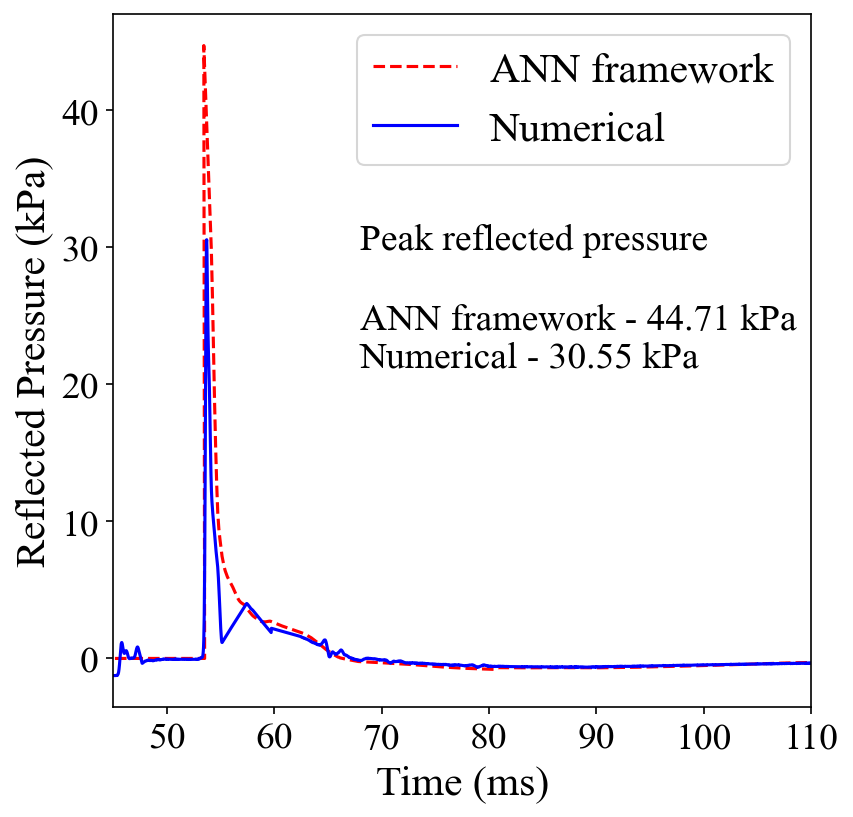 ANN framework
Numerical
Peak reflected pressure
ANN framework - 44.71 kPa
Numerical - 30.55 kPa
Reflected Pressure (kPa)
40
30
20
10
0
50 60 70 80 90 100 110
Time (ms)